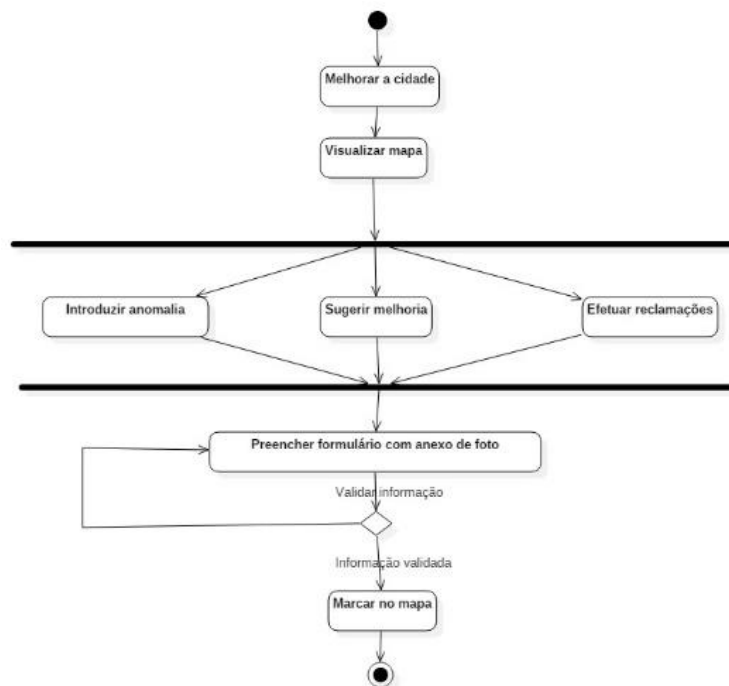 Melhorar a cidade
Visualizar mapa
Introduzir anomalia
Sugerir melhoria
Efetuar reclamações
Preencher formulário com anexo de foto
Validar informação
Informação validada
Marcar no mapa